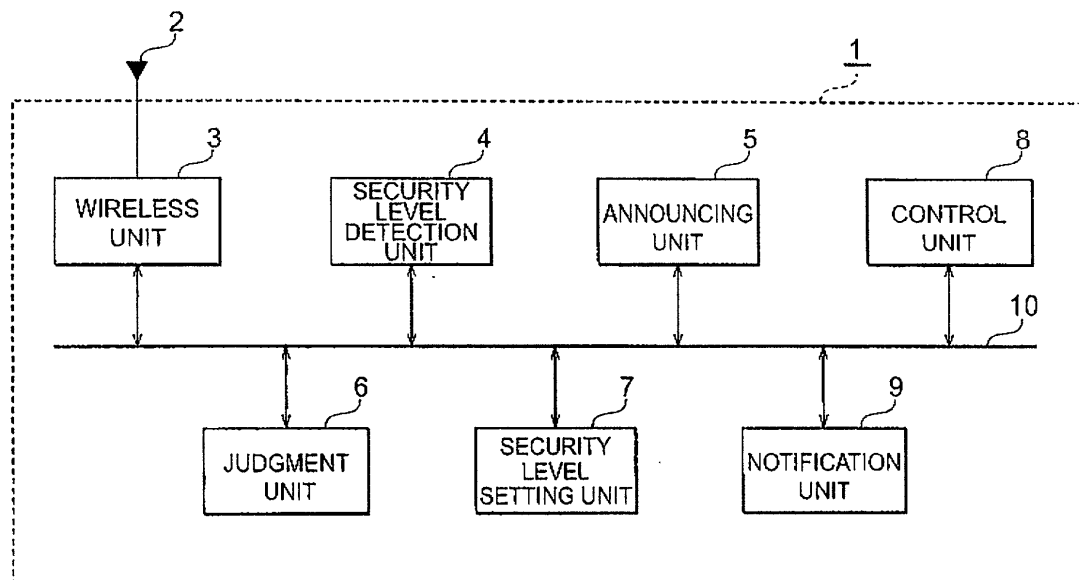 2
1
3
4
5
8
WIRELESS
UNIT
SECURITY
LEVEL
DETECTION
UNIT
ANNOUNCING
UNIT
CONTROL
UNIT
10
6
7
9
JUDGMENT
UNIT
SECURITY
LEVEL
SETTING UNIT
NOTIFICATION
UNIT